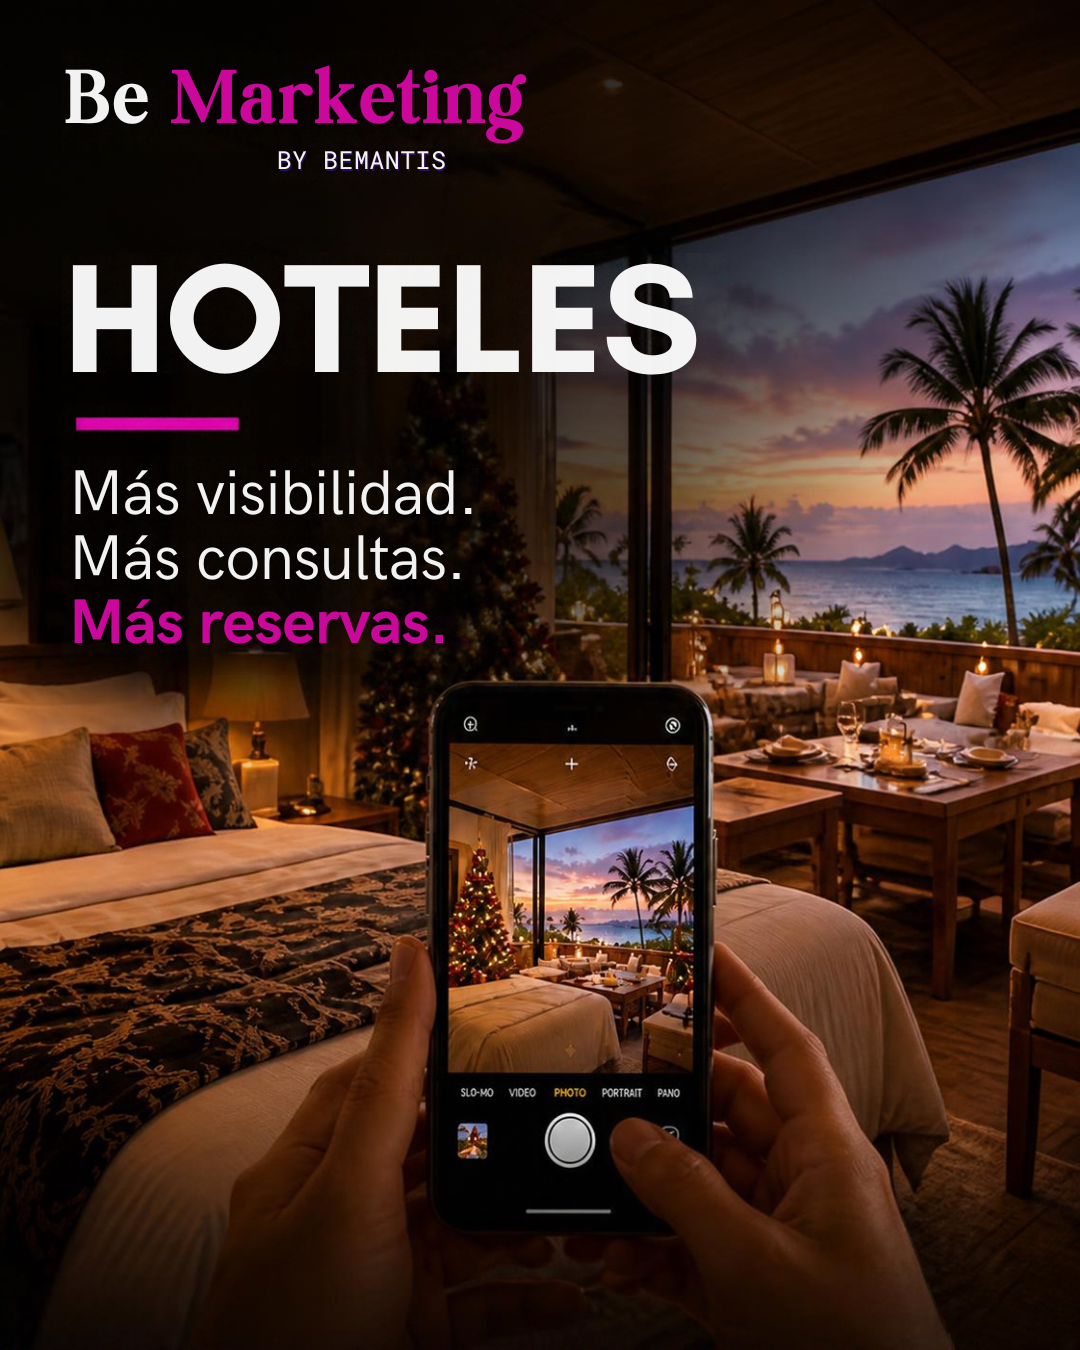 Be Marketing
BY BEMANTIS
HOTELES
Más visibilidad.
Más consultas.
Más reservas.
SLO-MO VIDEO PHOTO PORTRAIT PANO